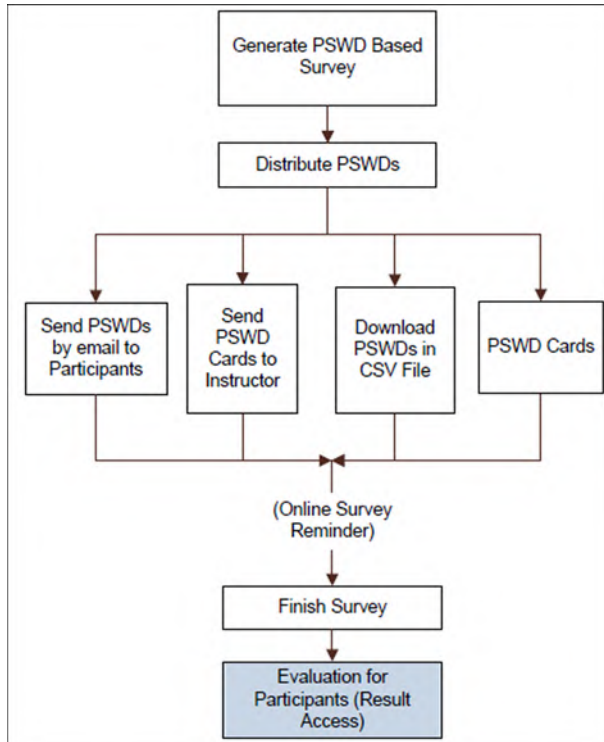 Generate PSWD Based
Survey
Distribute PSWDs
Send PSWDs
by email to
Participants
Send
PSWD
Cards to
Instructor
Download
PSWDs in
CSV File
PSWD Cards
(Online Survey
Reminder)
Finish Survey
Evaluation for
Participants (Result
Access)